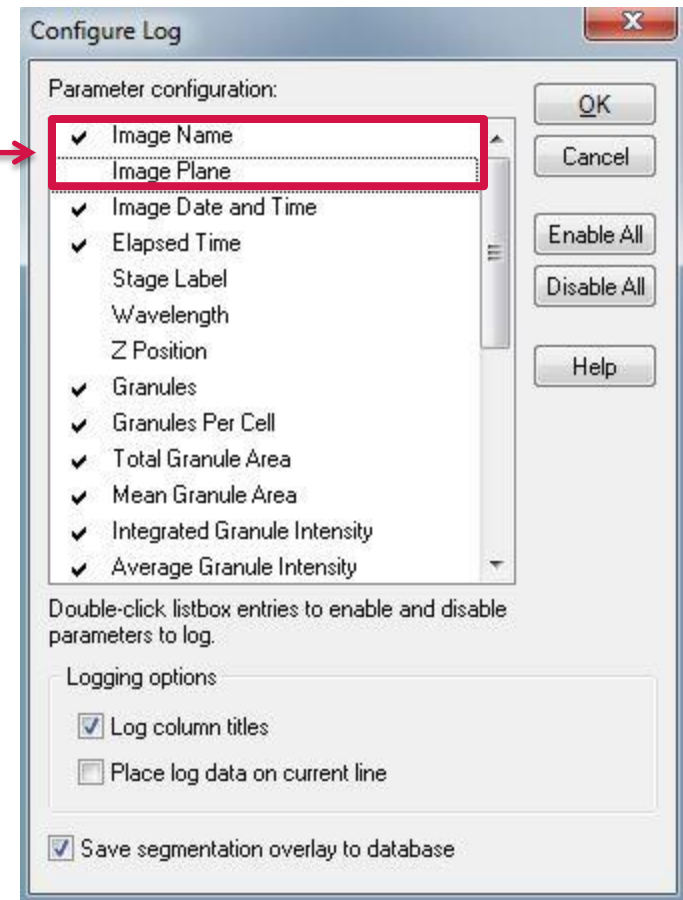 Configure Log
Parameter configuration:
Image Name
Image Plane
Image Date and Time
Elapsed Time
Stage Label
Wavelength
Z Position
Granules
Granules Per Cell
Total Granule Area
Mean Granule Area
Integrated Granule Intensity
Average Granule Intensity
OK
Cancel
Enable All
Disable All
Help
Double-click listbox entries to enable and disable
parameters to log.
Logging options
Log column titles
Place log data on current line
Save segmentation overlay to database